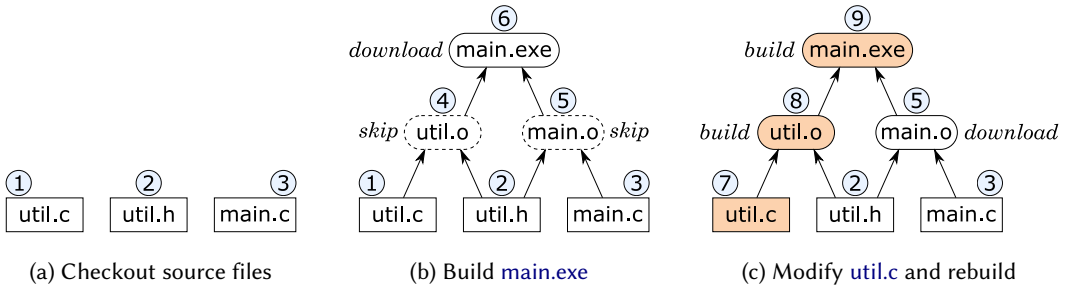 6
9
download main.exe
build main.exe
4
5
8
5
skip util.o
main.o skip
build util.o
main.o download
1
2
3
1
2
3
7
2
3
util.c
util.h
main.c
util.c
util.h
main.c
util.c
util.h
main.c
(a) Checkout source files
(b) Build main.exe
(c) Modify util.c and rebuild